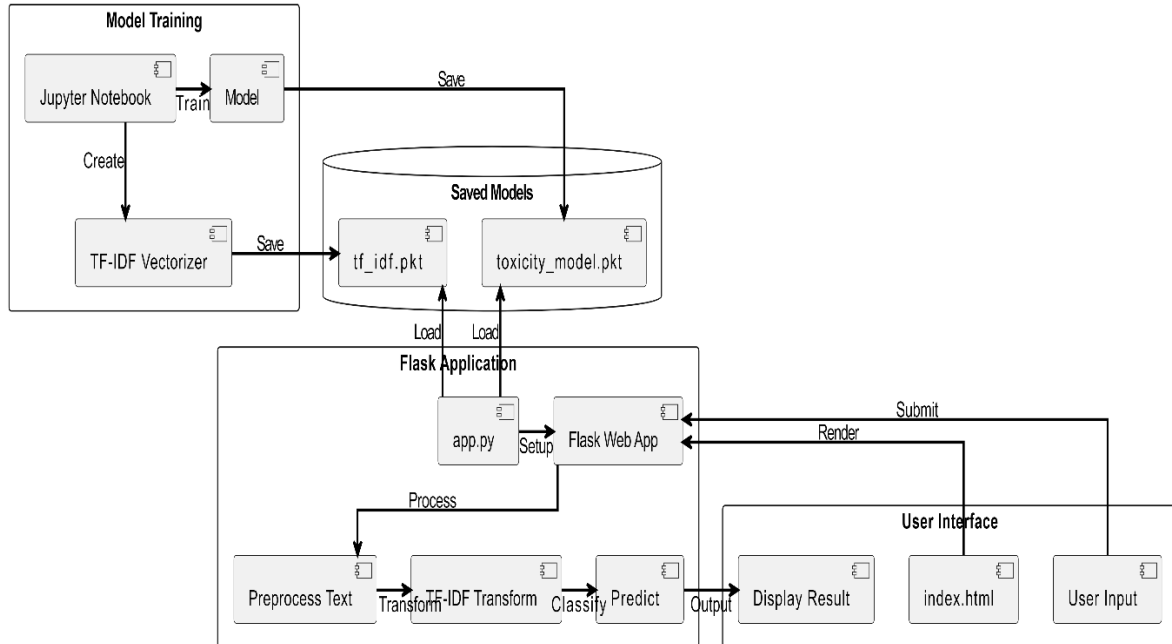 Model Training
Jupyter Notebook
Train
Model
Save
Create
Saved Models
TF-IDF Vectorizer
Save
tf_idf.pkt
toxicity_model.pkt
Load
Load
Flask Application
app.py
Setup
Flask Web App
Submit
Render
Process
User Interface
Preprocess Text
Transform
TF-IDF Transform
Classify
Predict
Output
Display Result
index.html
User Input